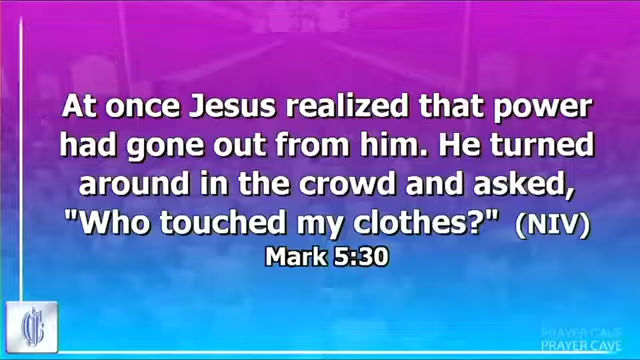 At once Jesus realized that power
had gone out from him. He turned
around in the crowd and asked,
"Who touched my clothes?" (NIV)
Mark 5:30
PRAYER CAVE
PRAYER CAVE